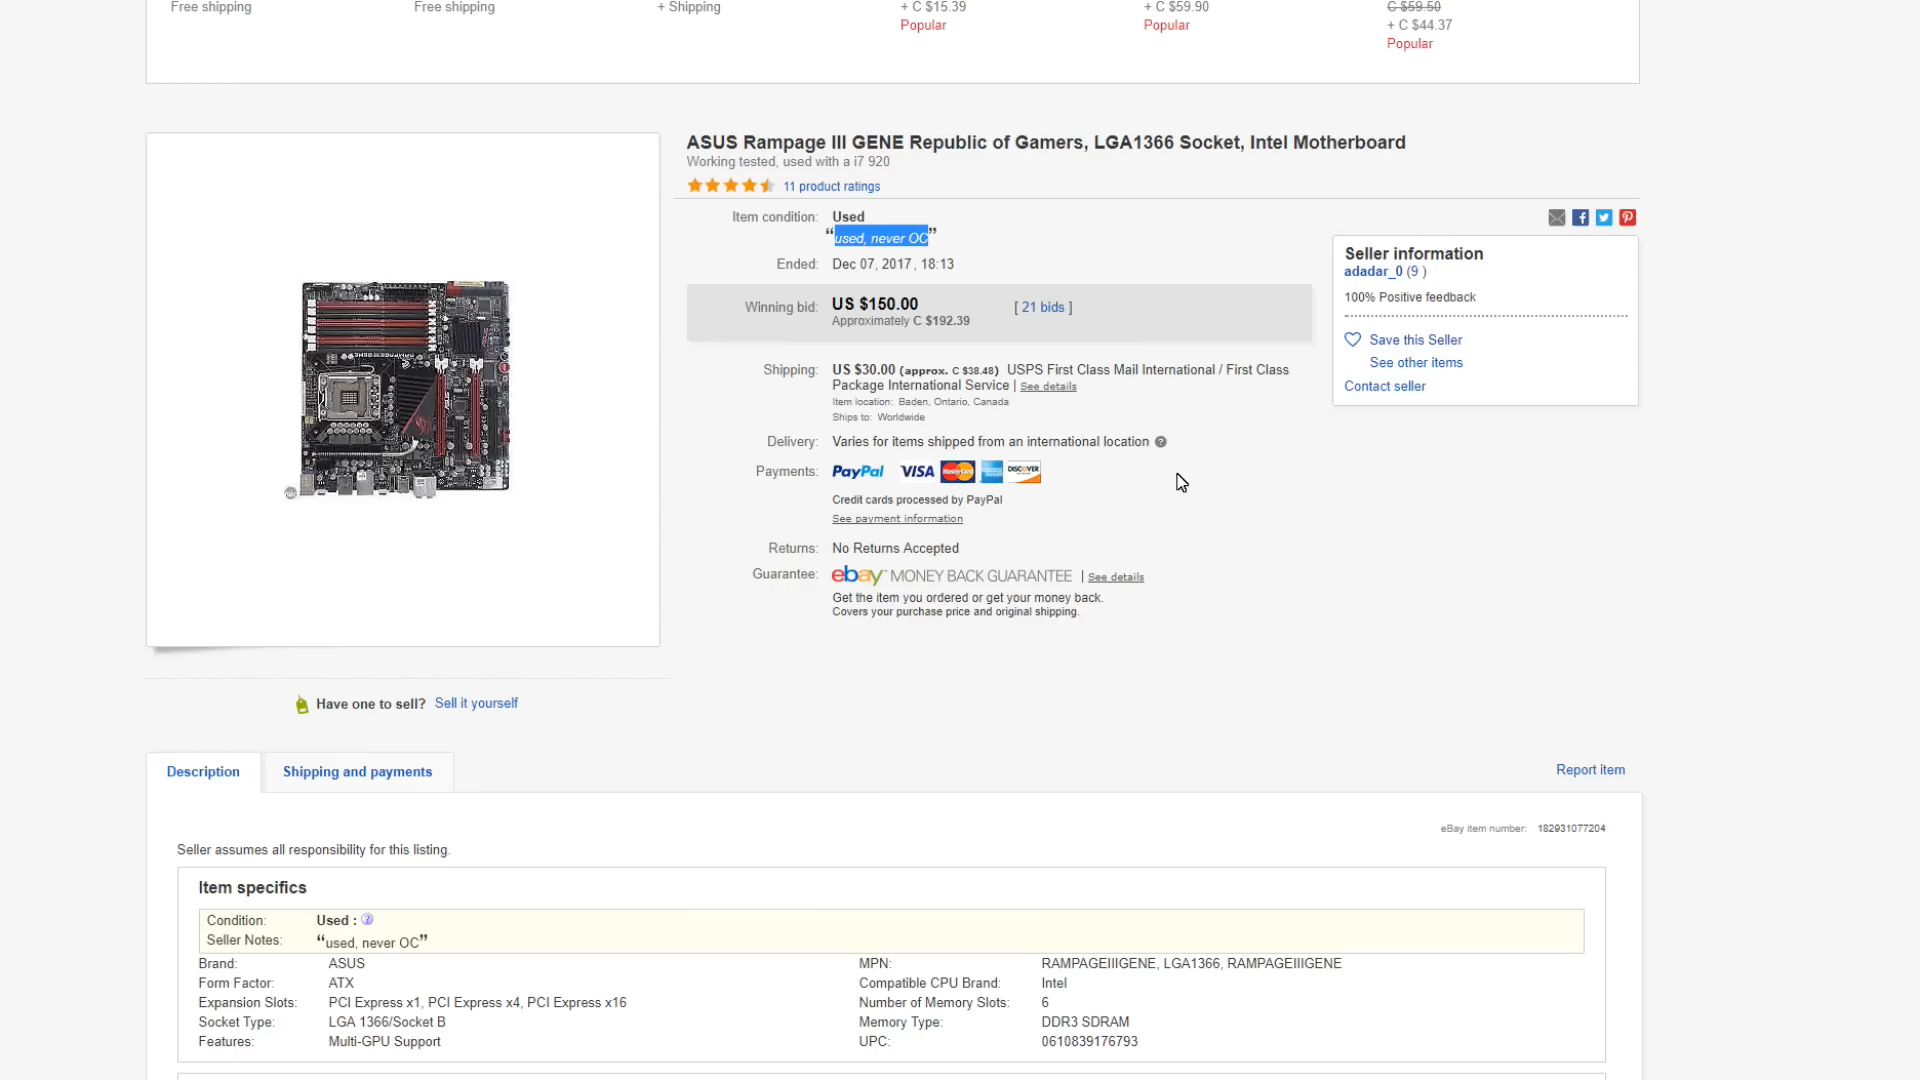 Free shipping
Free shipping
+ Shipping
+ C $15.39
Popular
+ C $59.90
Popular
C $59.50
+ C $44.37
Popular
ASUS Rampage III GENE Republic of Gamers, LGA1366 Socket, Intel Motherboard
Working tested, used with a i7 920
11 product ratings
Item condition: Used
“used, never OC”
Ended: Dec 07, 2017 , 18:13
Winning bid: US $150.00 [ 21 bids ]
Approximately C $192.39
Shipping: US $30.00 (approx. C $38.48) USPS First Class Mail International / First Class
Package International Service | See details
Item location: Baden, Ontario, Canada
Ships to: Worldwide
Delivery: Varies for items shipped from an international location ?
Payments: PayPal VISA MasterCard DISCOVER
Credit cards processed by PayPal
See payment information
Returns: No Returns Accepted
Guarantee: ebay MONEY BACK GUARANTEE | See details
Get the item you ordered or get your money back.
Covers your purchase price and original shipping.
Seller information
adadar_0 (9 )
100% Positive feedback
Save this Seller
See other items
Contact seller
Have one to sell? Sell it yourself
Description
Shipping and payments
Report item
eBay item number: 182931077204
Seller assumes all responsibility for this listing.
Item specifics
Condition: Used : ?
Seller Notes: “used, never OC”
Brand: ASUS MPN: RAMPAGEIIIGENE, LGA1366, RAMPAGEIIIGENE
Form Factor: ATX Compatible CPU Brand: Intel
Expansion Slots: PCI Express x1, PCI Express x4, PCI Express x16 Number of Memory Slots: 6
Socket Type: LGA 1366/Socket B Memory Type: DDR3 SDRAM
Features: Multi-GPU Support UPC: 0610839176793